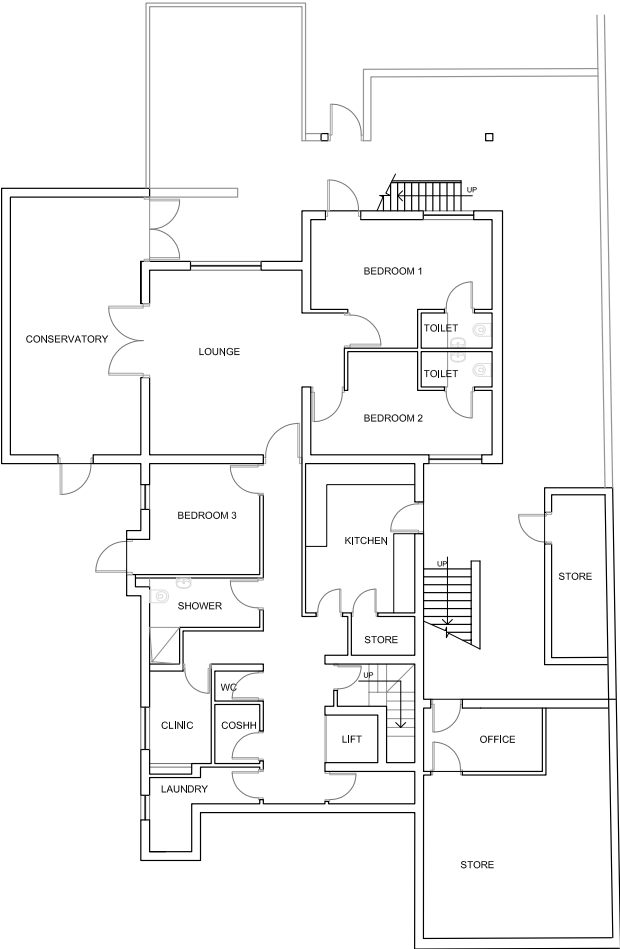 UP
BEDROOM 1
TOILET
CONSERVATORY
LOUNGE
TOILET
BEDROOM 2
BEDROOM 3
KITCHEN
UP
STORE
SHOWER
STORE
UP
WC
CLINIC
COSHH
LIFT
OFFICE
LAUNDRY
STORE